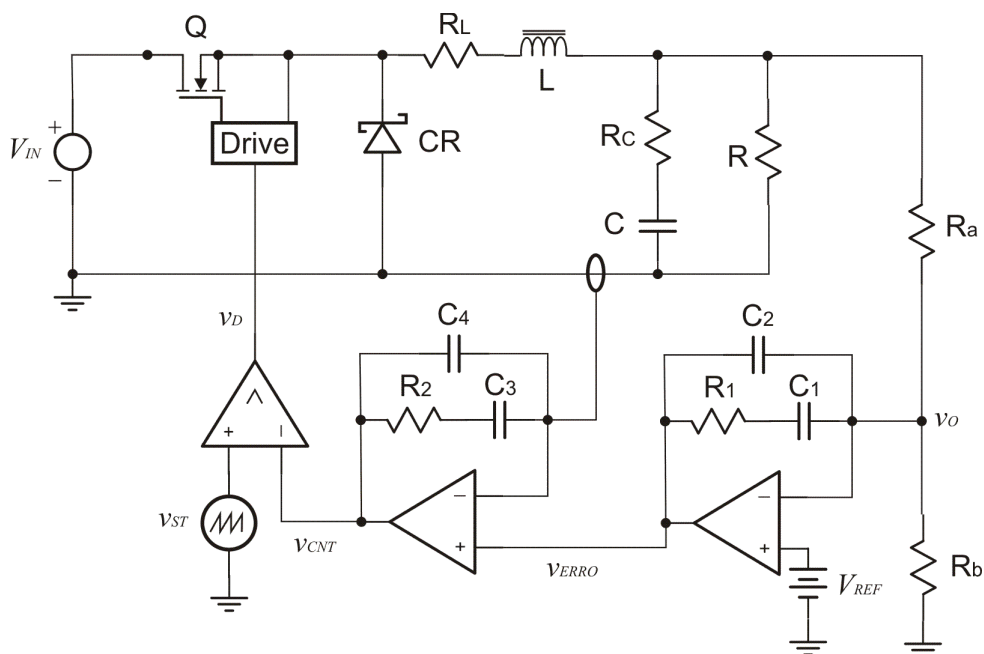 Q
RL
L
Drive
CR
RC
C
R
Ra
+
VIN
−
vD
C4
R2
C3
C2
R1
C1
vO
>
+
−
vST
vCNT
−
+
vERRO
−
+
VREF
Rb